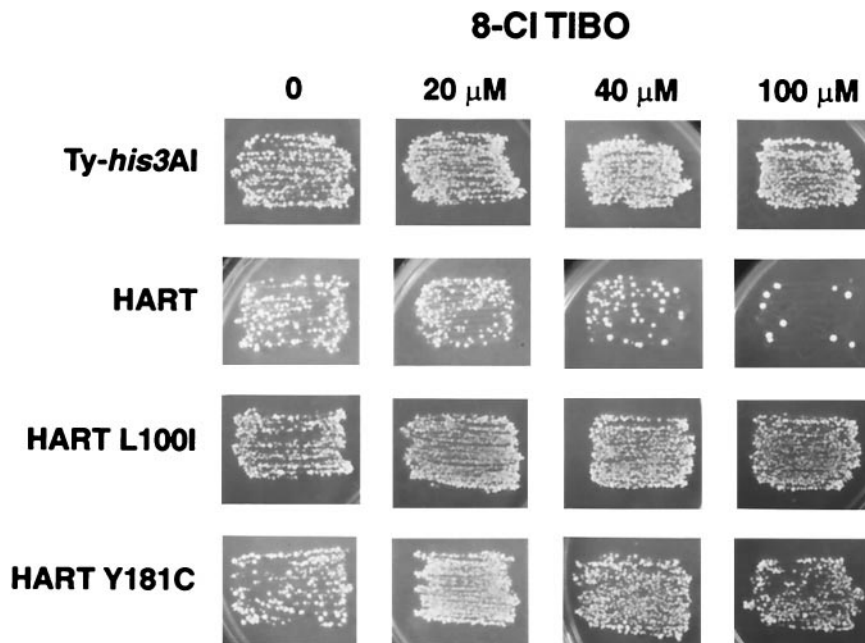 8-Cl TIBO
0 20 μM 40 μM 100 μM
Ty-his3AI
HART
HART L100I
HART Y181C